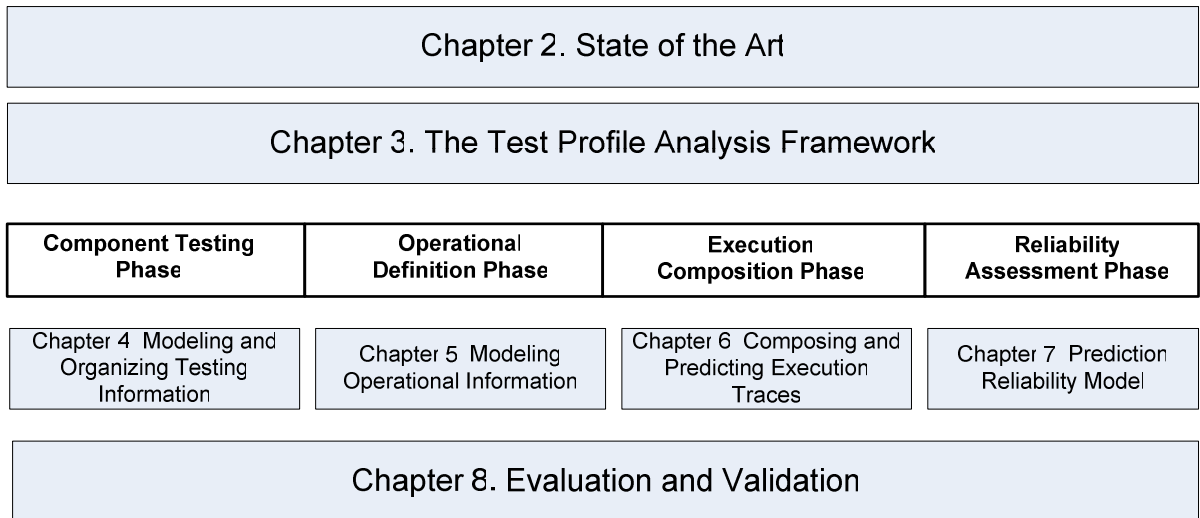 Chapter 2. State of the Art
Chapter 3. The Test Profile Analysis Framework
Component Testing
Phase
Operational
Definition Phase
Execution
Composition Phase
Reliability
Assessment Phase
Chapter 4 Modeling and
Organizing Testing
Information
Chapter 5 Modeling
Operational Information
Chapter 6 Composing and
Predicting Execution
Traces
Chapter 7 Prediction
Reliability Model
Chapter 8. Evaluation and Validation